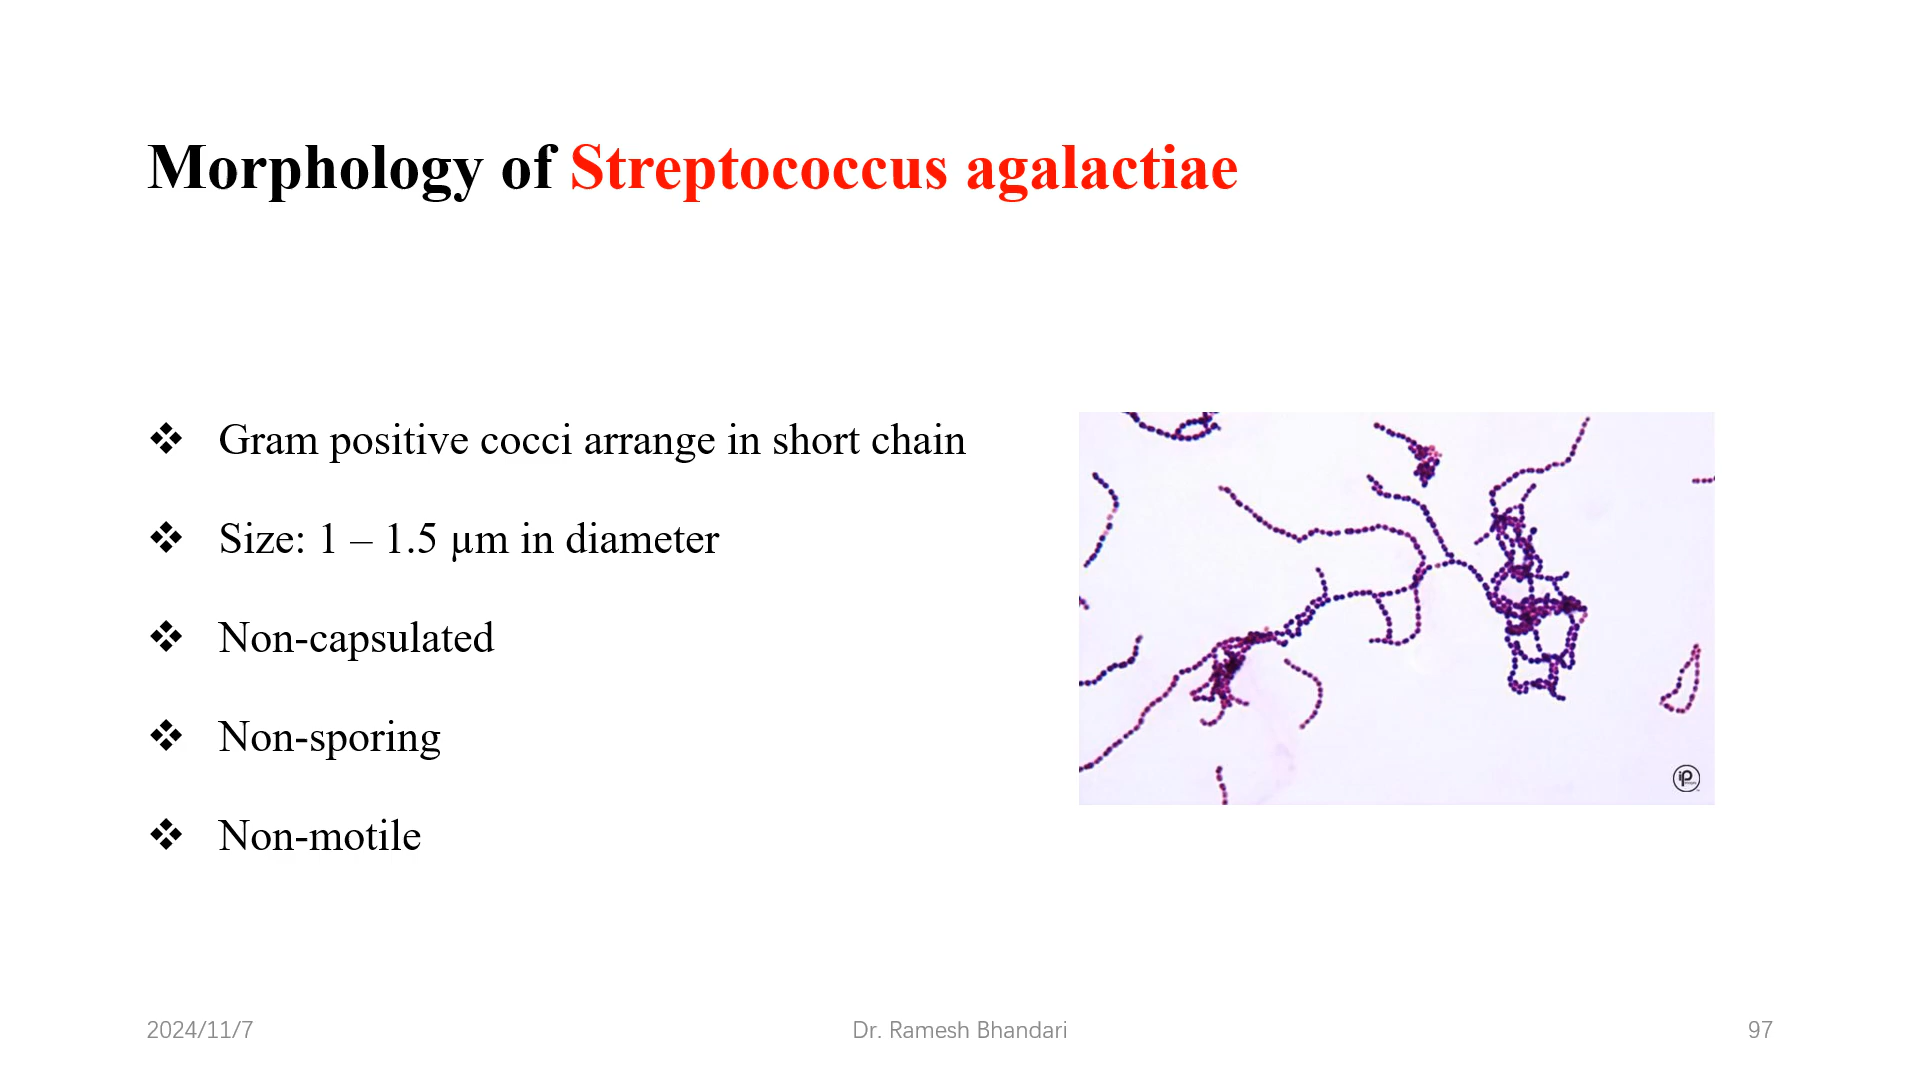 Morphology of Streptococcus agalactiae
❖ Gram positive cocci arrange in short chain
❖ Size: 1 – 1.5 µm in diameter
❖ Non-capsulated
❖ Non-sporing
❖ Non-motile
ip
2024/11/7
Dr. Ramesh Bhandari
97